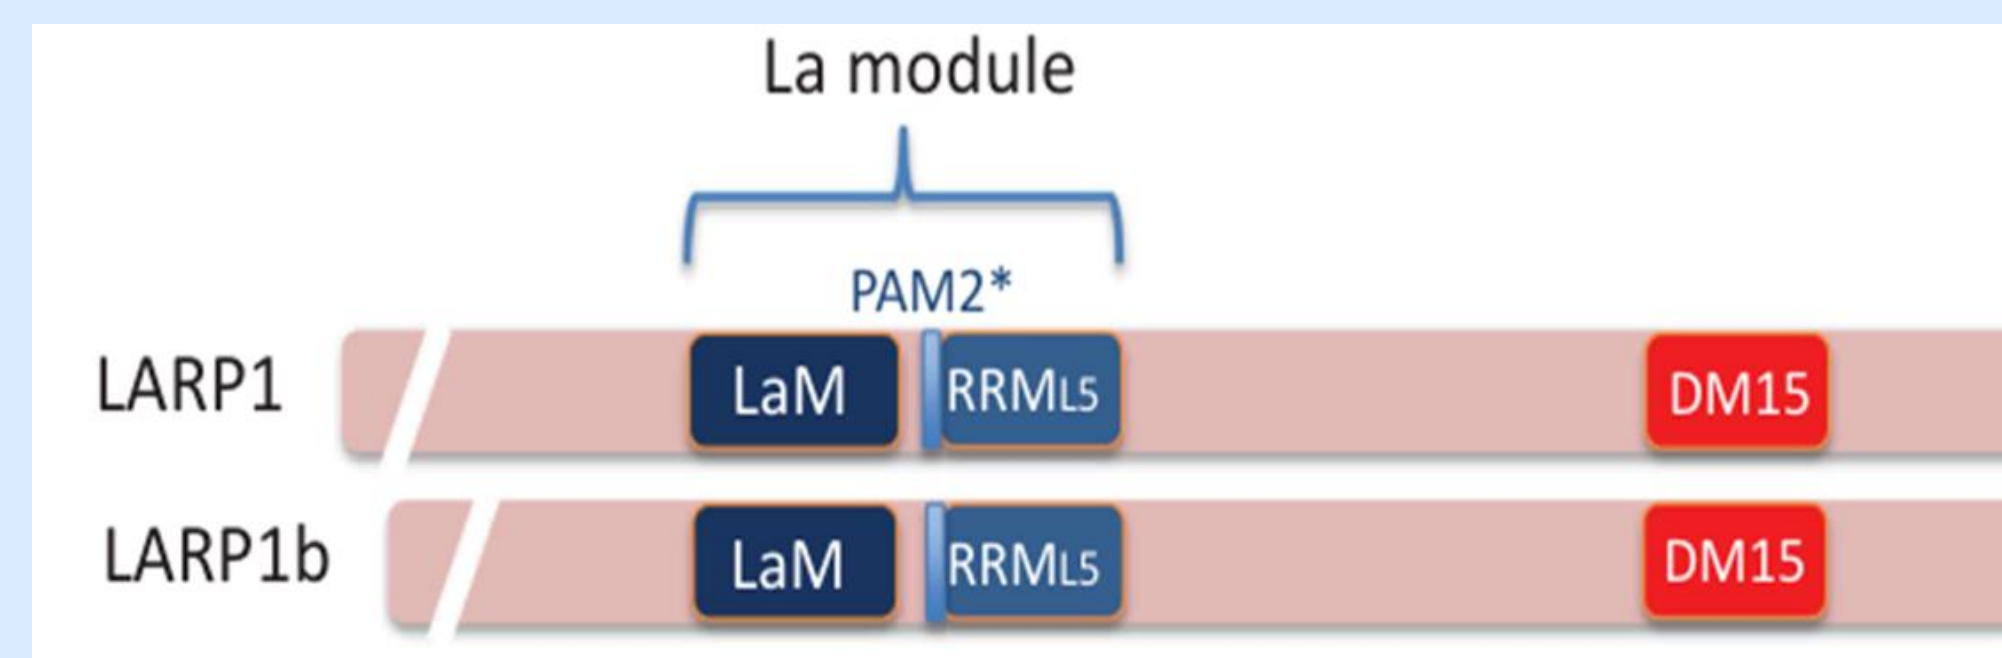 La module
PAM2*
LARP1 LaM RRML5 DM15
LARP1b LaM RRML5 DM15